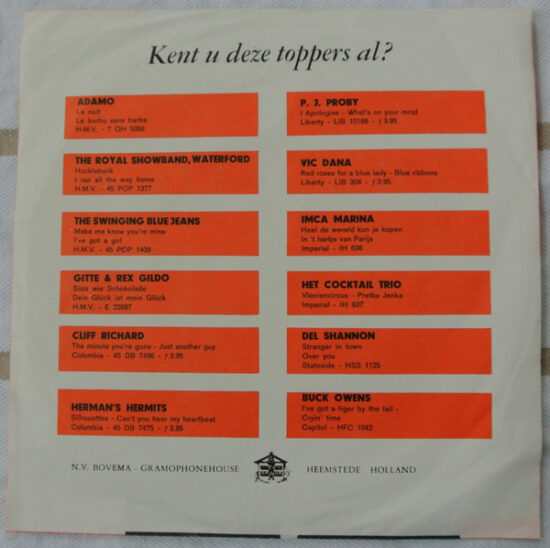 Kent u deze toppers al?
ADAMO
La nuit
Le barbu sans barbe
H.M.V. - 7 QH 5056
THE ROYAL SHOWBAND, WATERFORD
Hucklebuck
I ran all the way home
H.M.V. - 45 POP 1377
THE SWINGING BLUE JEANS
Make me know you're mine
I've got a girl
H.M.V. - 45 POP 1409
GITTE & REX GILDO
Süss wie Schokolade
Dein Glück ist mein Glück
H.M.V. - E 22887
CLIFF RICHARD
The minute you're gone - Just another guy
Columbia - 45 DB 7496 - ƒ 3.95
HERMAN'S HERMITS
Silhouettes - Can't you hear my heartbeat
Columbia - 45 DB 7475 - ƒ 3.95
P. J. PROBY
I Apologise - What's on your mind
Liberty - LIB 10188 - ƒ 3.95
VIC DANA
Red roses for a blue lady - Blue ribbons
Liberty - LIB 304 - ƒ 3.95
IMCA MARINA
Heel de wereld kun je kopen
In 't hartje van Parijs
Imperial - IH 636
HET COCKTAIL TRIO
Vlooiencircus - Pretka Jenka
Imperial - IH 637
DEL SHANNON
Stranger in town
Over you
Stateside - HSS 1125
BUCK OWENS
I've got a tiger by the tail -
Cryin' time
Capitol - HFC 1042
N.V. BOVEMA - GRAMOPHONEHOUSE HEEMSTEDE HOLLAND